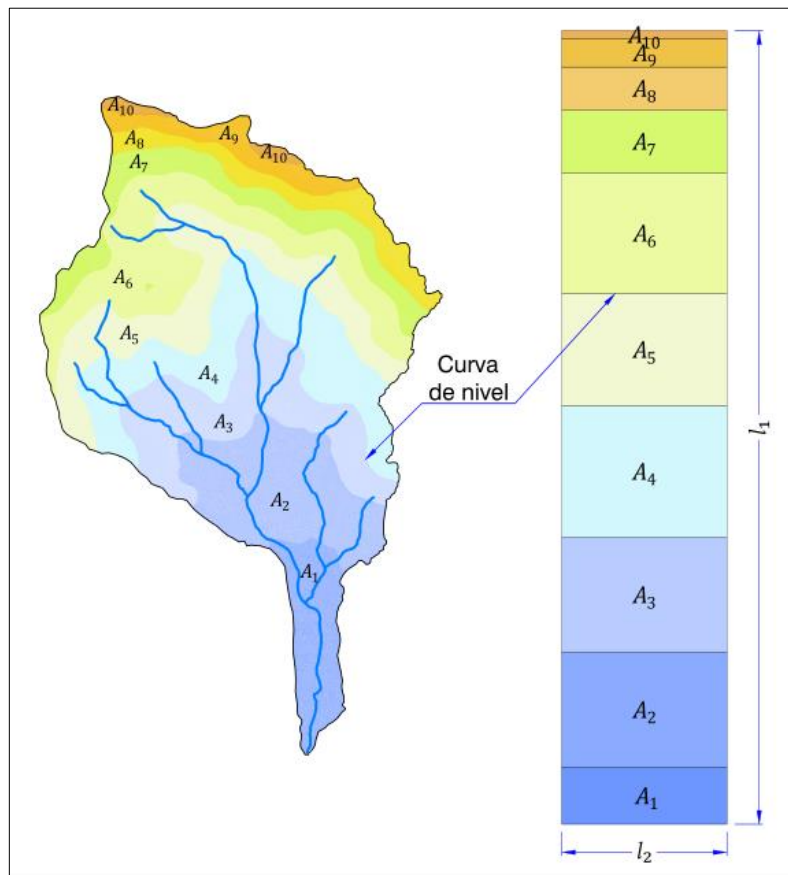 A₁₀
A₉
A₈
A₁₀
A₇
A₆
A₅
A₄
A₃
A₂
A₁
Curva
de nivel
A₁₀
A₉
A₈
A₇
A₆
A₅
A₄
A₃
A₂
A₁
l₁
l₂